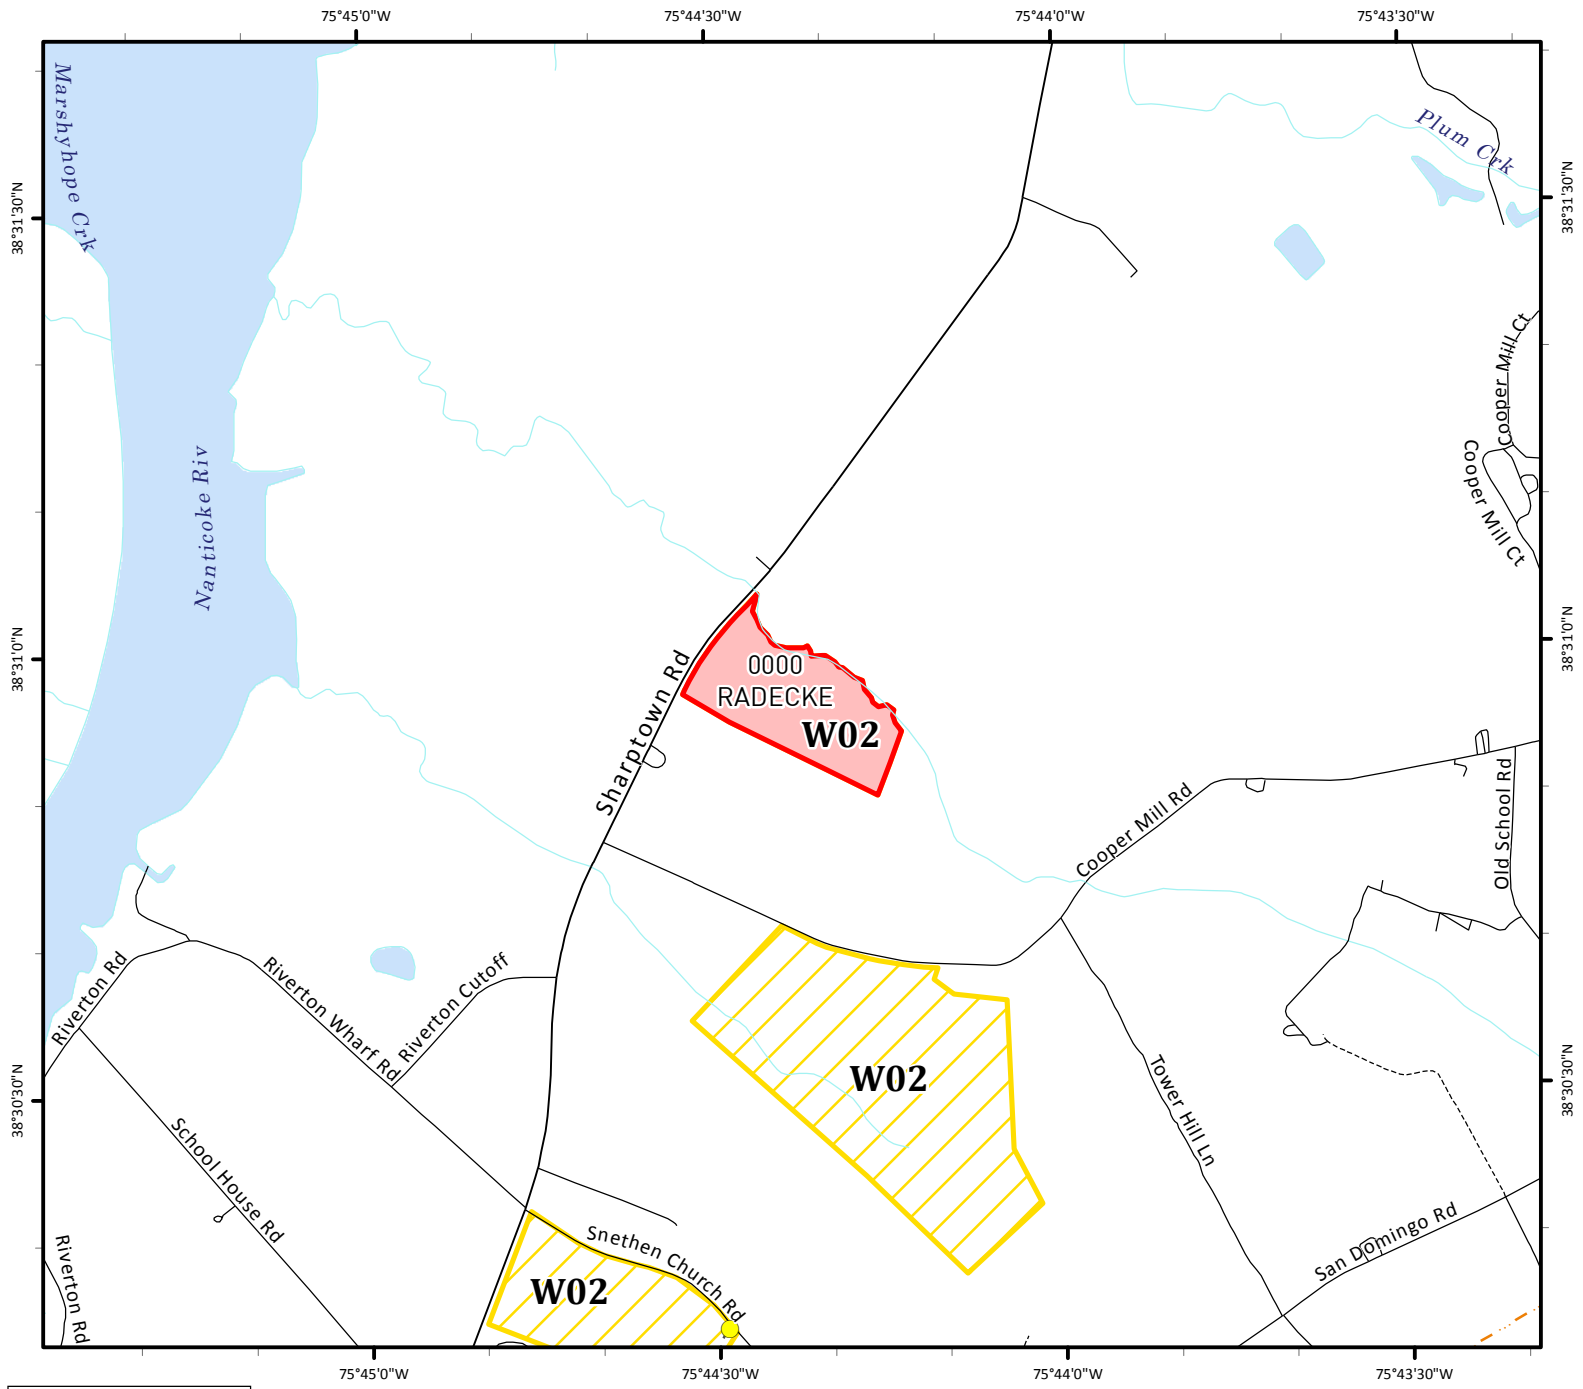 75°45'0"W
75°44'30"W
75°44'0"W
75°43'30"W
Marshyhope Crk
Plum Crk
38°31'30"N
38°31'30"N
Cooper Mill Ct
Cooper Mill Ct
Nanticoke Riv
38°31'0"N
38°31'0"N
Sharptown Rd
0000
RADECKE
W02
Cooper Mill Rd
Old School Rd
Riverton Rd
Riverton Wharf Rd
Riverton Cutoff
W02
38°30'30"N
38°30'30"N
Tower Hill Ln
School House Rd
Riverton Rd
Snethen Church Rd
San Domingo Rd
W02
75°45'0"W
75°44'30"W
75°44'0"W
75°43'30"W